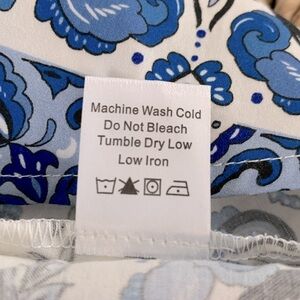 Machine Wash Cold
Do Not Bleach
Tumble Dry Low
Low Iron